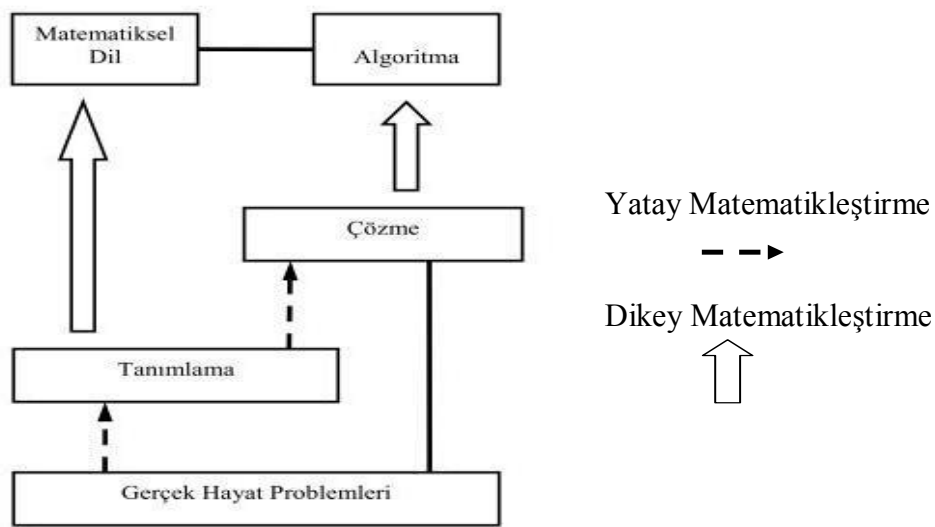 Matematiksel
Dil
Algoritma
Çözme
Yatay Matematikleştirme
Dikey Matematikleştirme
Tanımlama
Gerçek Hayat Problemleri